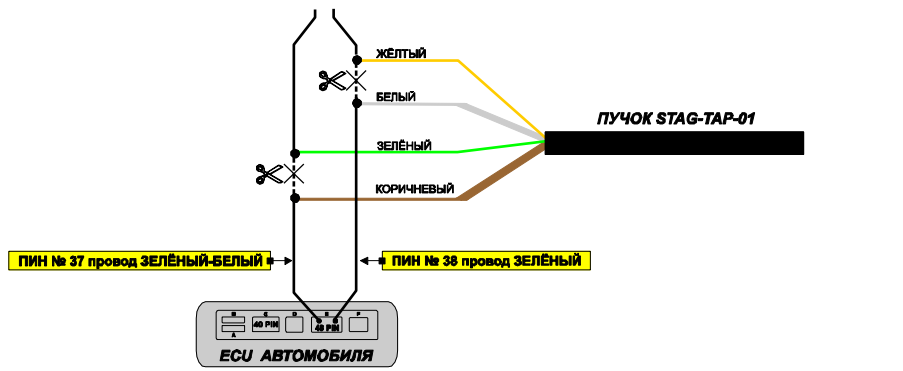 ЖЁЛТЫЙ
БЕЛЫЙ
ПУЧОК STAG-TAP-01
ЗЕЛЁНЫЙ
КОРИЧНЕВЫЙ
ПИН № 37 провод ЗЕЛЁНЫЙ-БЕЛЫЙ
ПИН № 38 провод ЗЕЛЁНЫЙ
B C D E F
40 PIN
48 PIN
A
ECU АВТОМОБИЛЯ